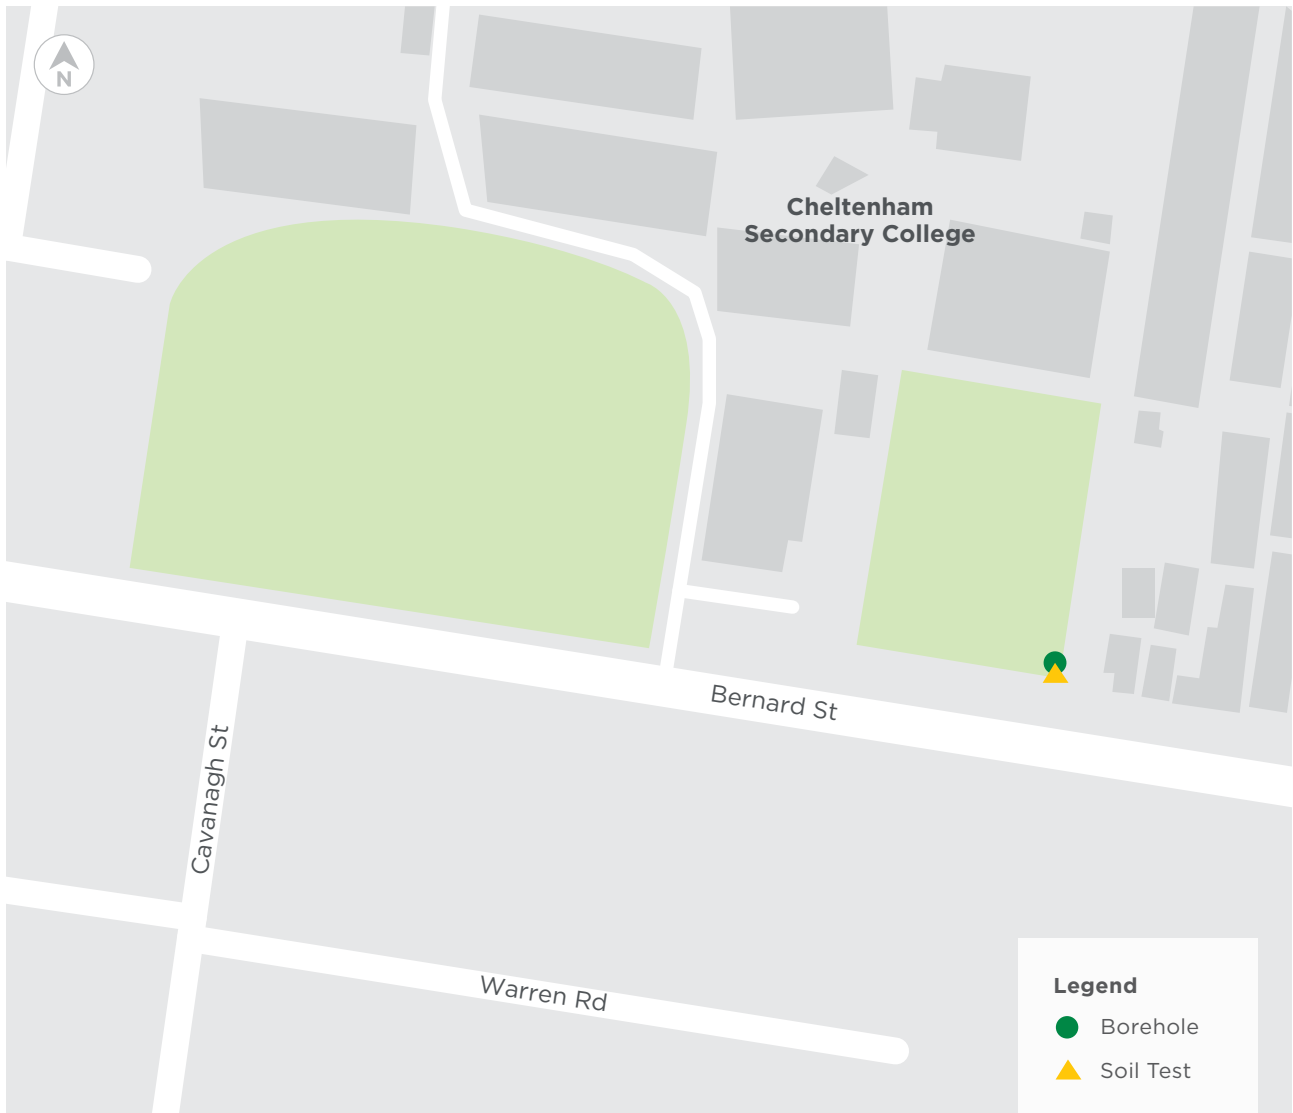 N
Cheltenham
Secondary College
Bernard St
Cavanagh St
Warren Rd
Legend
Borehole
Soil Test